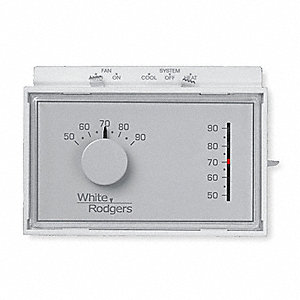 FAN SYSTEM
AUTO ON COOL OFF HEAT
50 60 70 80 90
90
80
70
60
50
White
Rodgers